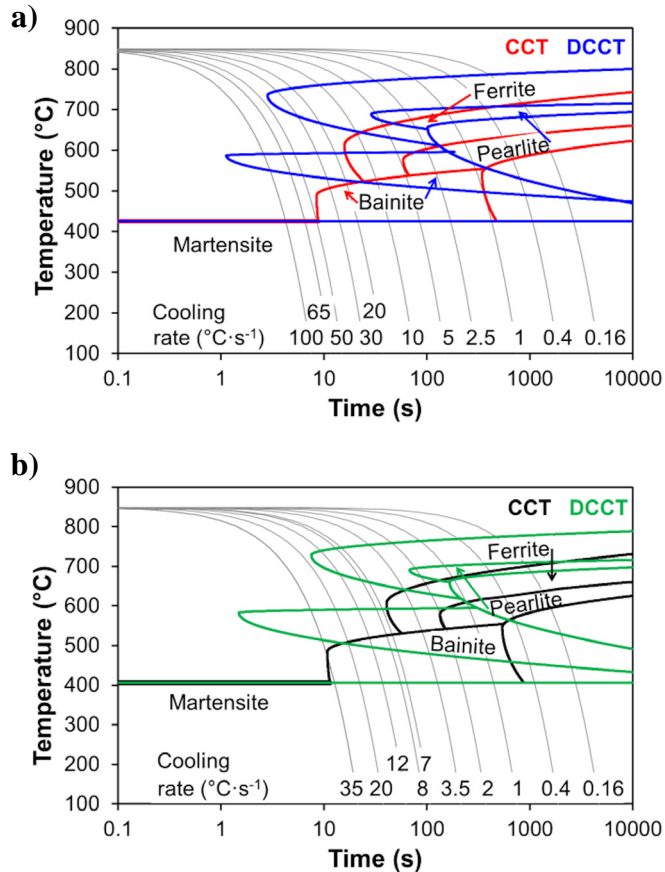 a)
CCT DCCT
900
800
700
600
500
400
300
200
100
Temperature (°C)
Ferrite
Pearlite
Bainite
Martensite
Cooling
rate (°C·s⁻¹)
65 20
100 50 30 10 5 2.5 1 0.4 0.16
0.1 1 10 100 1000 10000
Time (s)
b)
CCT DCCT
900
800
700
600
500
400
300
200
100
Temperature (°C)
Ferrite
Pearlite
Bainite
Martensite
Cooling
rate (°C·s⁻¹)
12 7
35 20 8 3.5 2 1 0.4 0.16
0.1 1 10 100 1000 10000
Time (s)